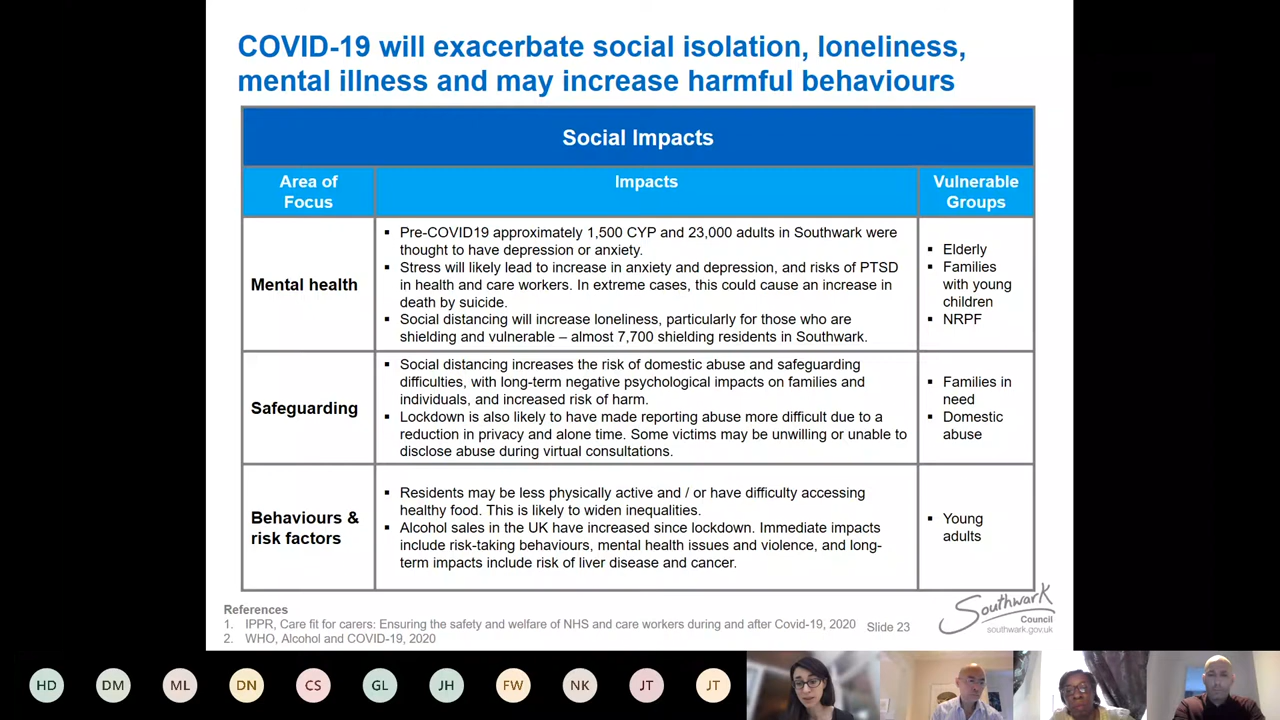 COVID-19 will exacerbate social isolation, loneliness,
mental illness and may increase harmful behaviours
Social Impacts
Area of
Focus
Impacts
Vulnerable
Groups
Mental health
▪ Pre-COVID19 approximately 1,500 CYP and 23,000 adults in Southwark were
thought to have depression or anxiety.
▪ Stress will likely lead to increase in anxiety and depression, and risks of PTSD
in health and care workers. In extreme cases, this could cause an increase in
death by suicide.
▪ Social distancing will increase loneliness, particularly for those who are
shielding and vulnerable – almost 7,700 shielding residents in Southwark.
▪ Elderly
▪ Families
with young
children
▪ NRPF
Safeguarding
▪ Social distancing increases the risk of domestic abuse and safeguarding
difficulties, with long-term negative psychological impacts on families and
individuals, and increased risk of harm.
▪ Lockdown is also likely to have made reporting abuse more difficult due to a
reduction in privacy and alone time. Some victims may be unwilling or unable to
disclose abuse during virtual consultations.
▪ Families in
need
▪ Domestic
abuse
Behaviours &
risk factors
▪ Residents may be less physically active and / or have difficulty accessing
healthy food. This is likely to widen inequalities.
▪ Alcohol sales in the UK have increased since lockdown. Immediate impacts
include risk-taking behaviours, mental health issues and violence, and long-
term impacts include risk of liver disease and cancer.
▪ Young
adults
References
1. IPPR, Care fit for carers: Ensuring the safety and welfare of NHS and care workers during and after Covid-19, 2020
2. WHO, Alcohol and COVID-19, 2020
Slide 23
Southwark
Council
southwark.gov.uk
HD DM ML DN CS GL JH FW NK JT JT